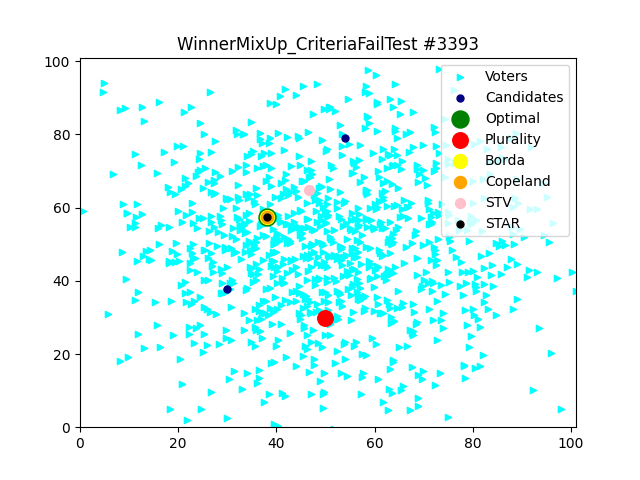 WinnerMixUp_CriteriaFailTest #3393
100
80
60
40
20
0
0
20
40
60
80
100
Voters
Candidates
Optimal
Plurality
Borda
Copeland
STV
STAR